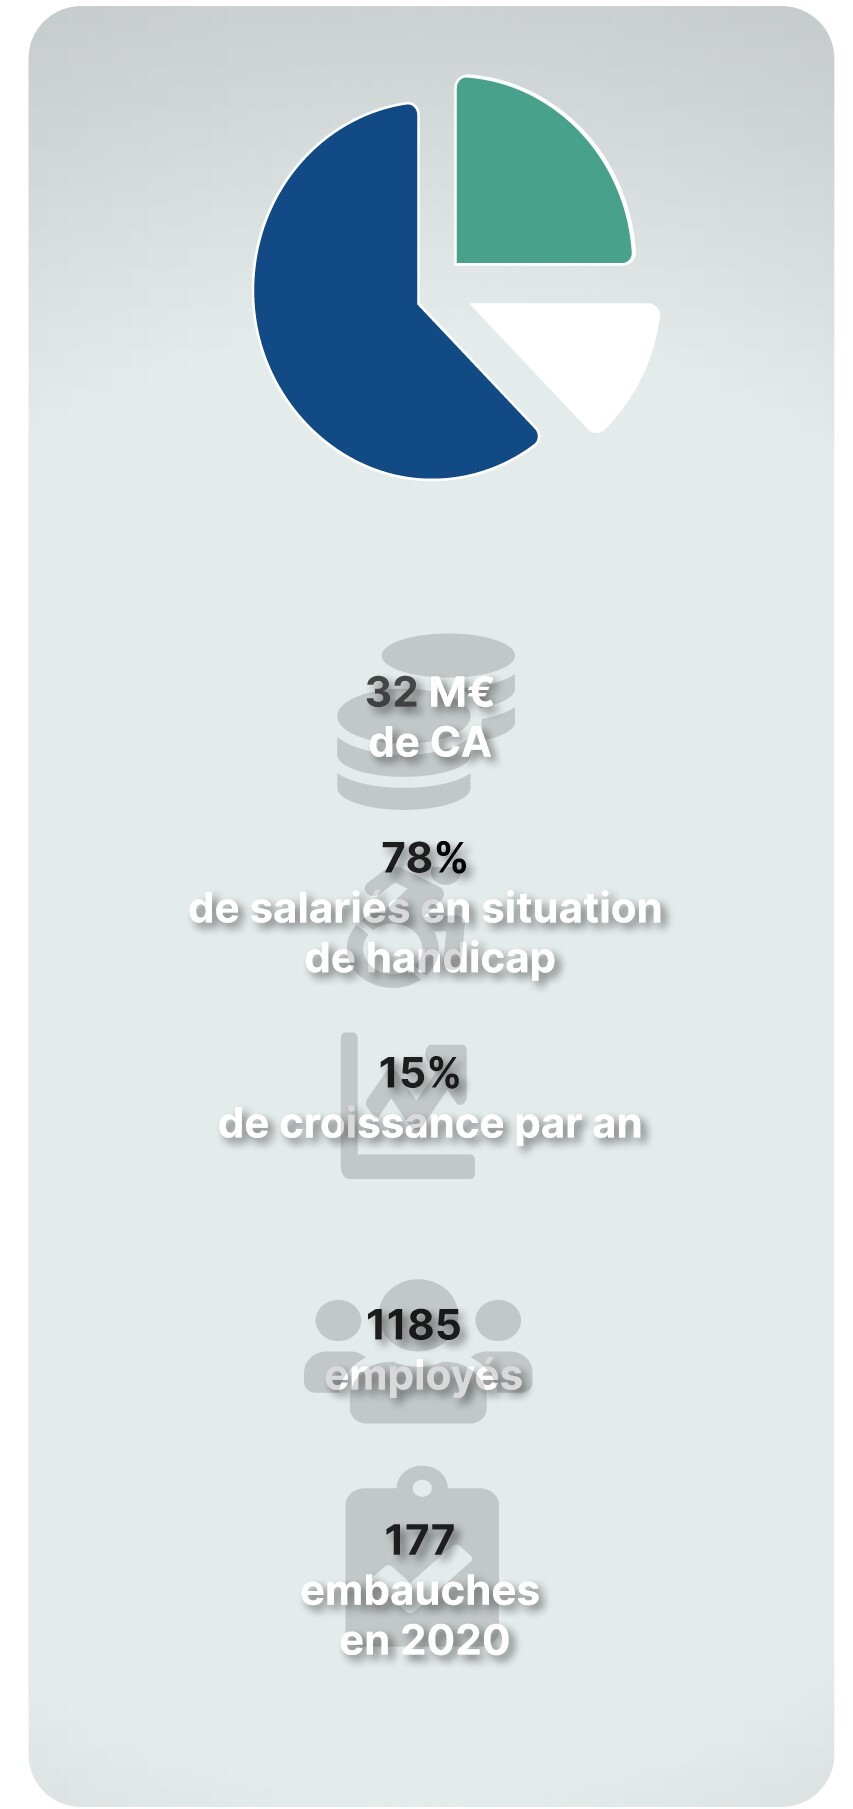 32 M€
de CA
78%
de salariés en situation
de handicap
15%
de croissance par an
1185
employés
177
embauches
en 2020